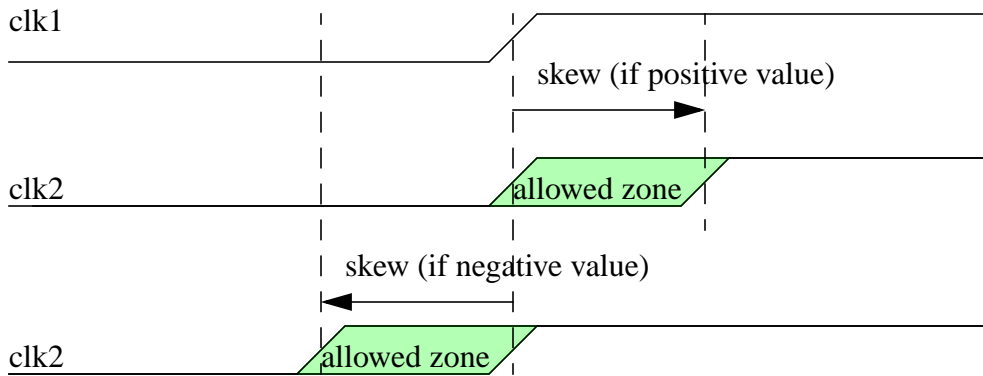 clk1
skew (if positive value)
clk2
allowed zone
skew (if negative value)
clk2
allowed zone